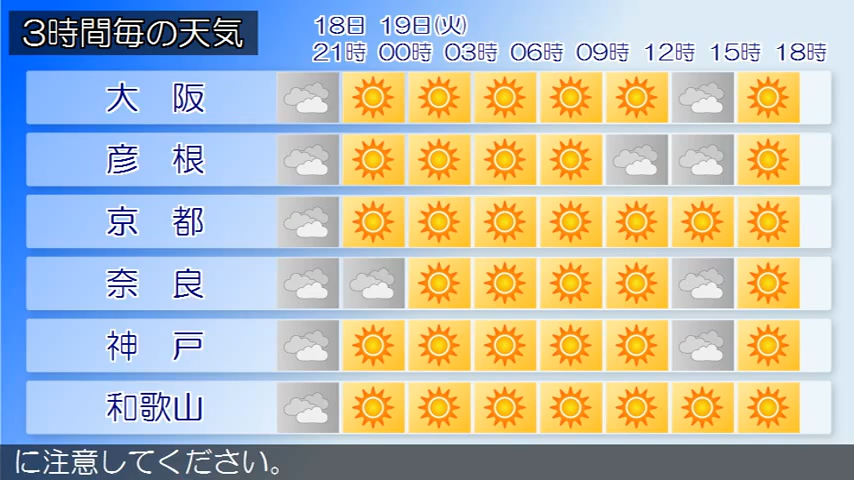 3時間毎の天気
18日 19日(火)
21時 00時 03時 06時 09時 12時 15時 18時
大 阪
彦 根
京 都
奈 良
神 戸
和歌山
に注意してください。